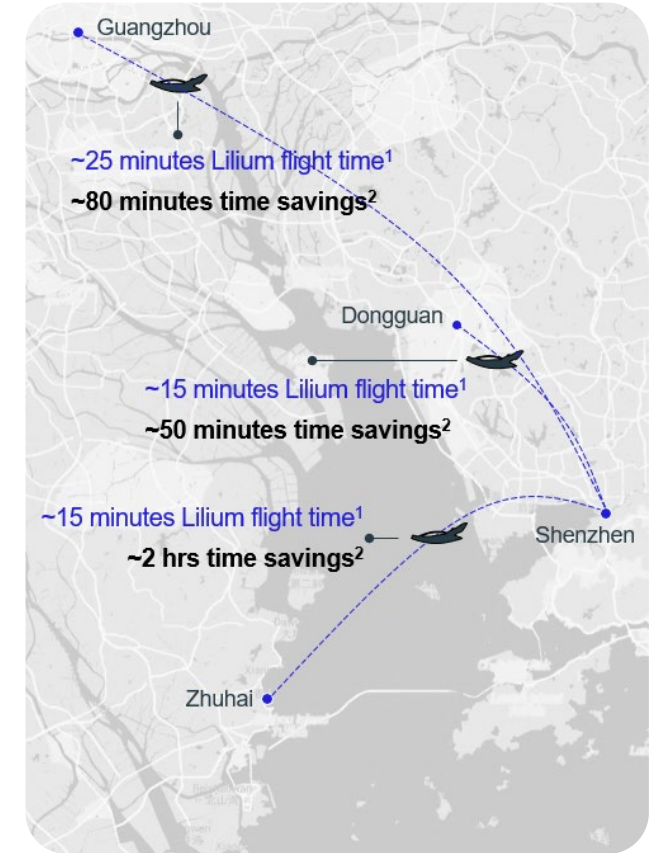 Guangzhou
~25 minutes Lilium flight time¹
~80 minutes time savings²
Dongguan
~15 minutes Lilium flight time¹
~50 minutes time savings²
~15 minutes Lilium flight time¹
~2 hrs time savings²
Shenzhen
Zhuhai